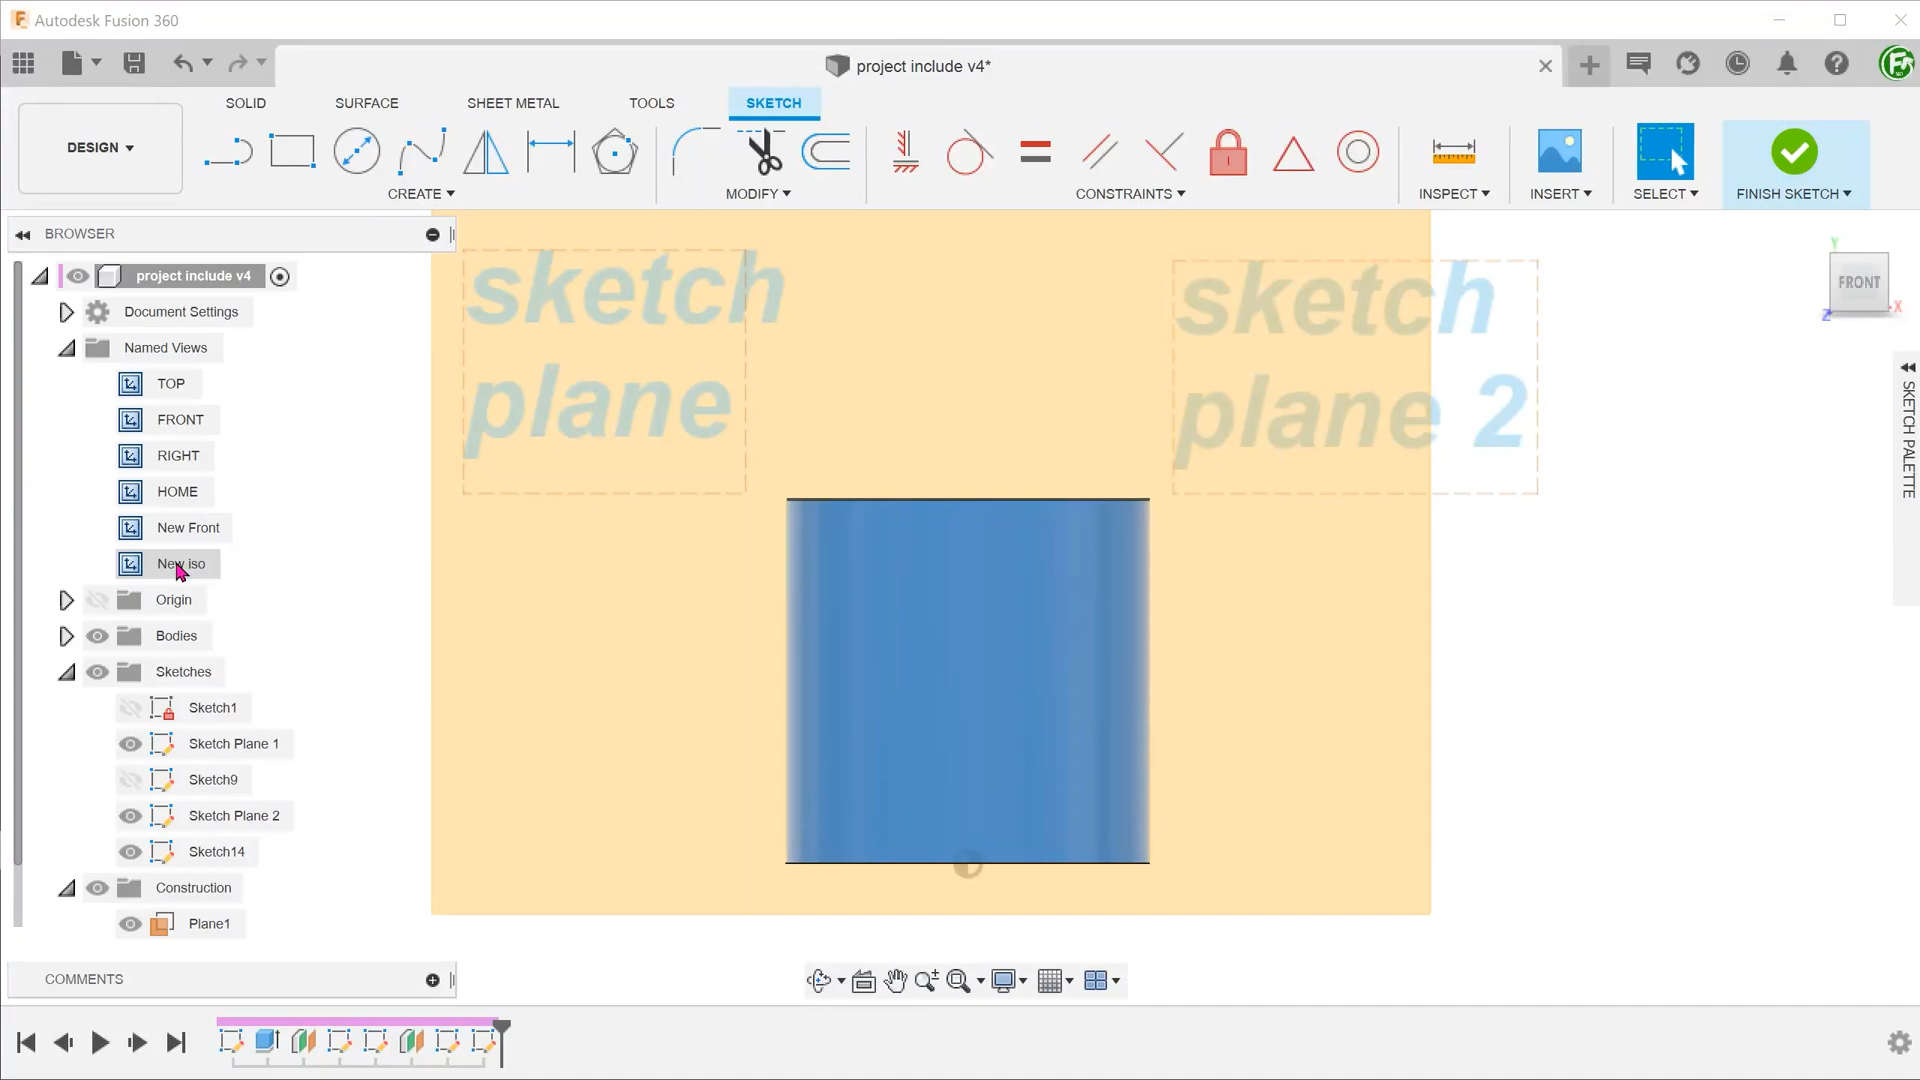 Autodesk Fusion 360
project include v4*
SOLID
SURFACE
SHEET METAL
TOOLS
SKETCH
DESIGN
CREATE
MODIFY
CONSTRAINTS
INSPECT
INSERT
SELECT
FINISH SKETCH
BROWSER
project include v4
Document Settings
Named Views
TOP
FRONT
RIGHT
HOME
New Front
New iso
Origin
Bodies
Sketches
Sketch1
Sketch Plane 1
Sketch9
Sketch Plane 2
Sketch14
Construction
Plane1
COMMENTS
sketch
plane
sketch
plane 2
Y
FRONT
X
Z
SKETCH PALETTE